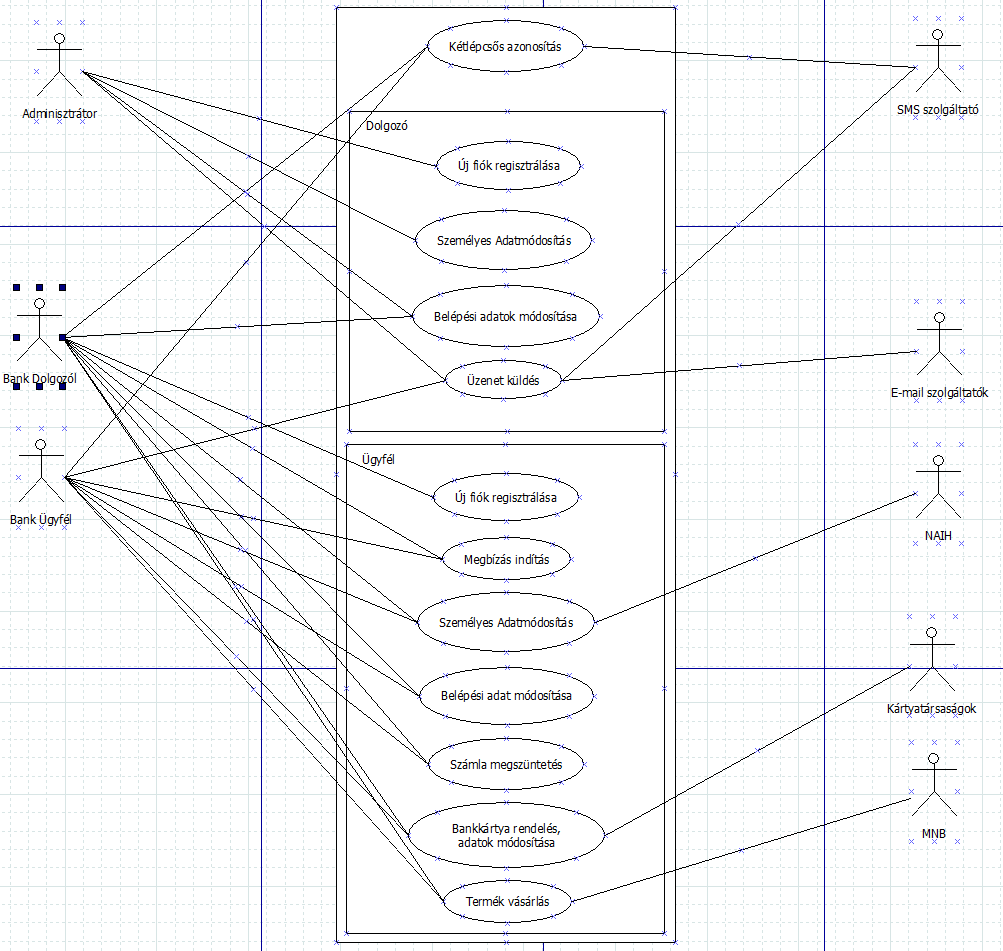 Adminisztrátor
Bank Dolgozól
Bank Ügyfél
Kétlépcsős azonosítás
Dolgozó
Új fiók regisztrálása
Személyes Adatmódosítás
Belépési adatok módosítása
Üzenet küldés
Ügyfél
Új fiók regisztrálása
Megbízás indítás
Személyes Adatmódosítás
Belépési adat módosítása
Számla megszüntetés
Bankkártya rendelés,
adatok módosítása
Termék vásárlás
SMS szolgáltató
E-mail szolgáltatók
NAIH
Kártyatársaságok
MNB